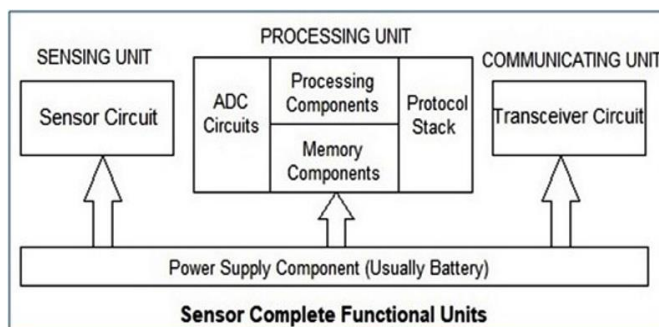 SENSING UNIT
PROCESSING UNIT
COMMUNICATING UNIT
Sensor Circuit
ADC
Circuits
Processing
Components
Memory
Components
Protocol
Stack
Transceiver Circuit
Power Supply Component (Usually Battery)
Sensor Complete Functional Units